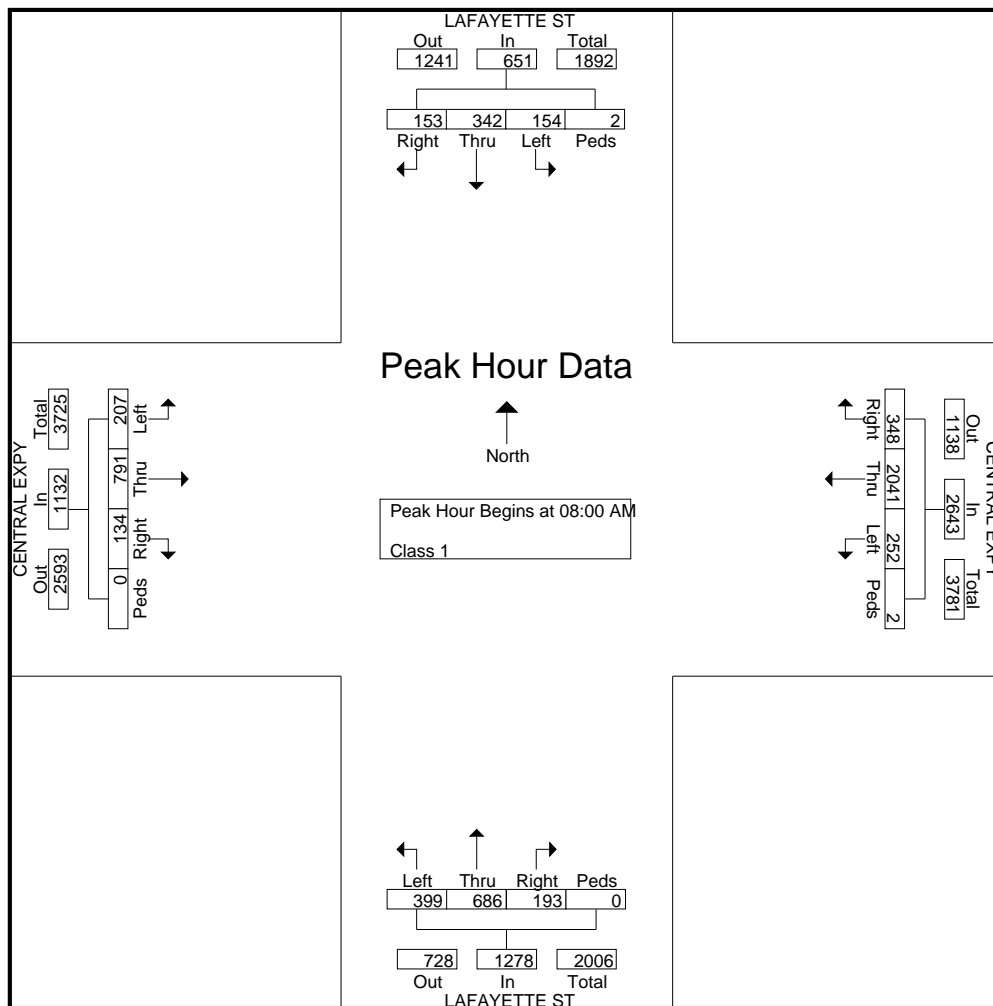 LAFAYETTE ST
Out In Total
1241 651 1892
153 342 154 2
Right Thru Left Peds
Peak Hour Data
North
Peak Hour Begins at 08:00 AM
Class 1
CENTRAL EXPY
Total In Out
3725 1132 2593
207 791 134 0
Left Thru Right Peds
Right Thru Left Peds
348 2041 252 2
1138 2643 3781
Out In Total
CENTRAL EXPY
Left Thru Right Peds
399 686 193 0
728 1278 2006
Out In Total
LAFAYETTE ST